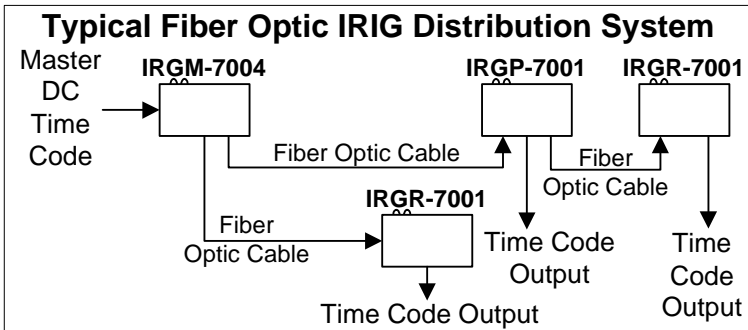 Typical Fiber Optic IRIG Distribution System
Master
DC
Time
Code
IRGM-7004
IRGP-7001
IRGR-7001
Fiber Optic Cable
Fiber
Optic Cable
IRGR-7001
Fiber
Optic Cable
Time Code
Output
Time
Code
Output
Time Code Output